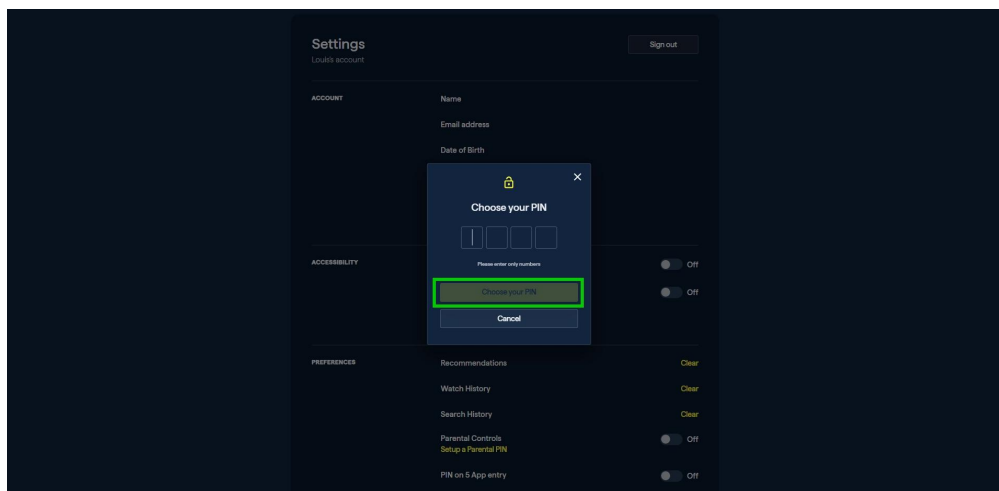 Settings
Sign out
Louis's account
ACCOUNT
Name
Email address
Date of Birth
Choose your PIN
Please enter only numbers
ACCESSIBILITY
Off
Choose your PIN
Off
Cancel
PREFERENCES
Recommendations
Clear
Watch History
Clear
Search History
Clear
Parental Controls
Off
Setup a Parental PIN
PIN on 5 App entry
Off